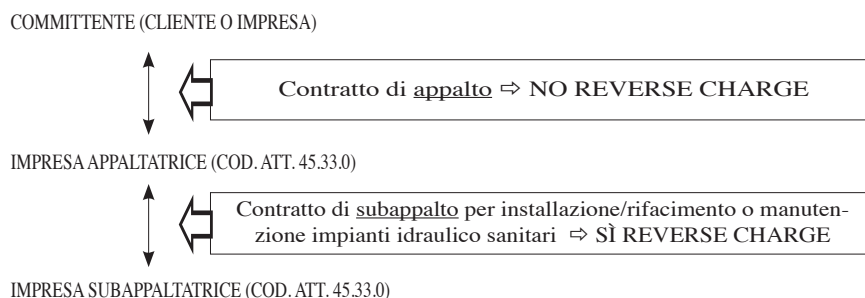 COMMITTENTE (CLIENTE O IMPRESA)
Contratto di appalto ⇨ NO REVERSE CHARGE
IMPRESA APPALTATRICE (COD. ATT. 45.33.0)
Contratto di subappalto per installazione/rifacimento o manuten-
zione impianti idraulico sanitari ⇨ SÌ REVERSE CHARGE
IMPRESA SUBAPPALTATRICE (COD. ATT. 45.33.0)